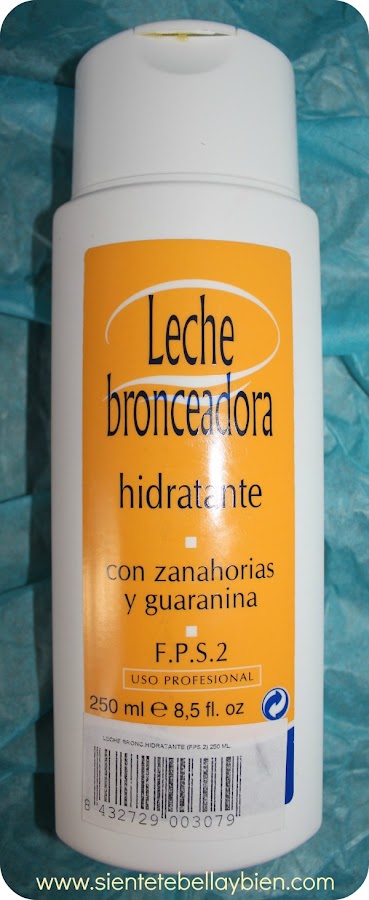 Leche
bronceadora
hidratante
con zanahorias
y guaranina
F.P.S.2
USO PROFESIONAL
250 ml ℮ 8,5 fl. oz
LECHE BRONC.HIDRATANTE (FPS 2) 250 ML.
8 432729 003079
www.sientetebellaybien.com